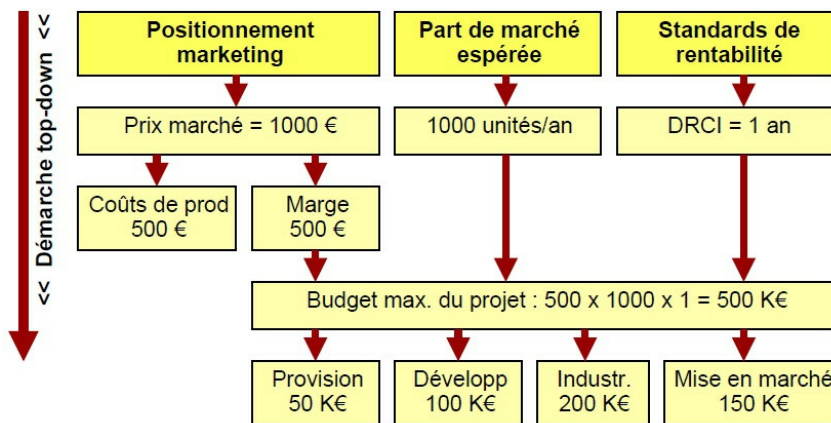 << Démarche top-down <<
Positionnement
marketing
Part de marché
espérée
Standards de
rentabilité
Prix marché = 1000 €
1000 unités/an
DRCI = 1 an
Coûts de prod
500 €
Marge
500 €
Budget max. du projet : 500 x 1000 x 1 = 500 K€
Provision
50 K€
Développ
100 K€
Industr.
200 K€
Mise en marché
150 K€